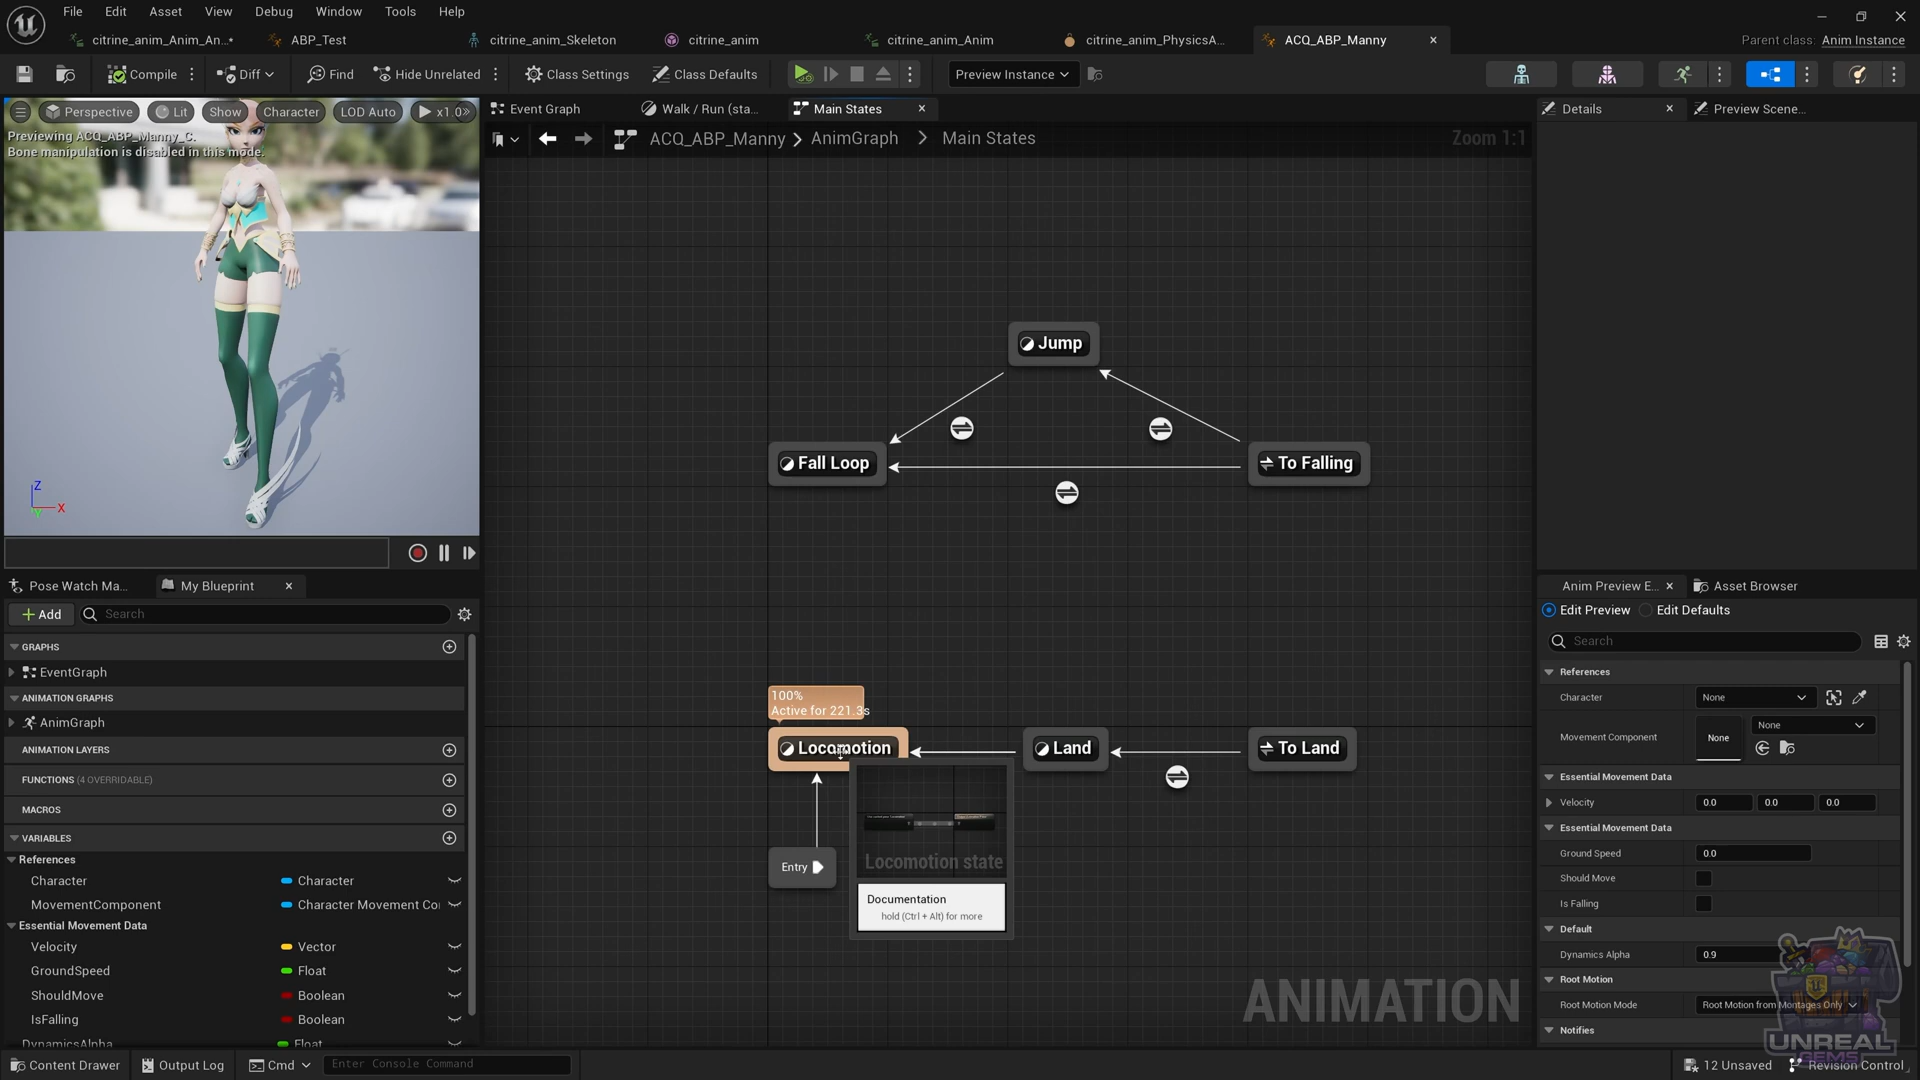 File Edit Asset View Debug Window Tools Help
citrine_anim_Anim_An...* ABP_Test citrine_anim_Skeleton citrine_anim citrine_anim_Anim citrine_anim_PhysicsA... ACQ_ABP_Manny Parent class: Anim Instance
Compile Diff Find Hide Unrelated Class Settings Class Defaults Preview Instance
Perspective Lit Show Character LOD Auto x1.0
Previewing ACQ_ABP_Manny_C.
Bone manipulation is disabled in this mode.
Z
X
Y
Event Graph Walk / Run (sta... Main States
ACQ_ABP_Manny > AnimGraph > Main States
Zoom 1:1
Jump
Fall Loop
To Falling
100%
Active for 221.3s
Locomotion
Land
To Land
Entry
Locomotion state
Documentation
hold (Ctrl + Alt) for more
ANIMATION
Pose Watch Ma... My Blueprint
Add Search
GRAPHS
EventGraph
ANIMATION GRAPHS
AnimGraph
ANIMATION LAYERS
FUNCTIONS (4 OVERRIDABLE)
MACROS
VARIABLES
References
Character Character
MovementComponent Character Movement Co
Essential Movement Data
Velocity Vector
GroundSpeed Float
ShouldMove Boolean
IsFalling Boolean
DynamicsAlpha Float
Details Preview Scene...
Anim Preview E... Asset Browser
Edit Preview Edit Defaults
Search
References
Character None
Movement Component None None
Essential Movement Data
Velocity 0.0 0.0 0.0
Essential Movement Data
Ground Speed 0.0
Should Move
Is Falling
Default
Dynamics Alpha 0.9
Root Motion
Root Motion Mode Root Motion from Montages Only
Notifies
UNREAL
GEMS
Content Drawer Output Log Cmd Enter Console Command 12 Unsaved Revision Control